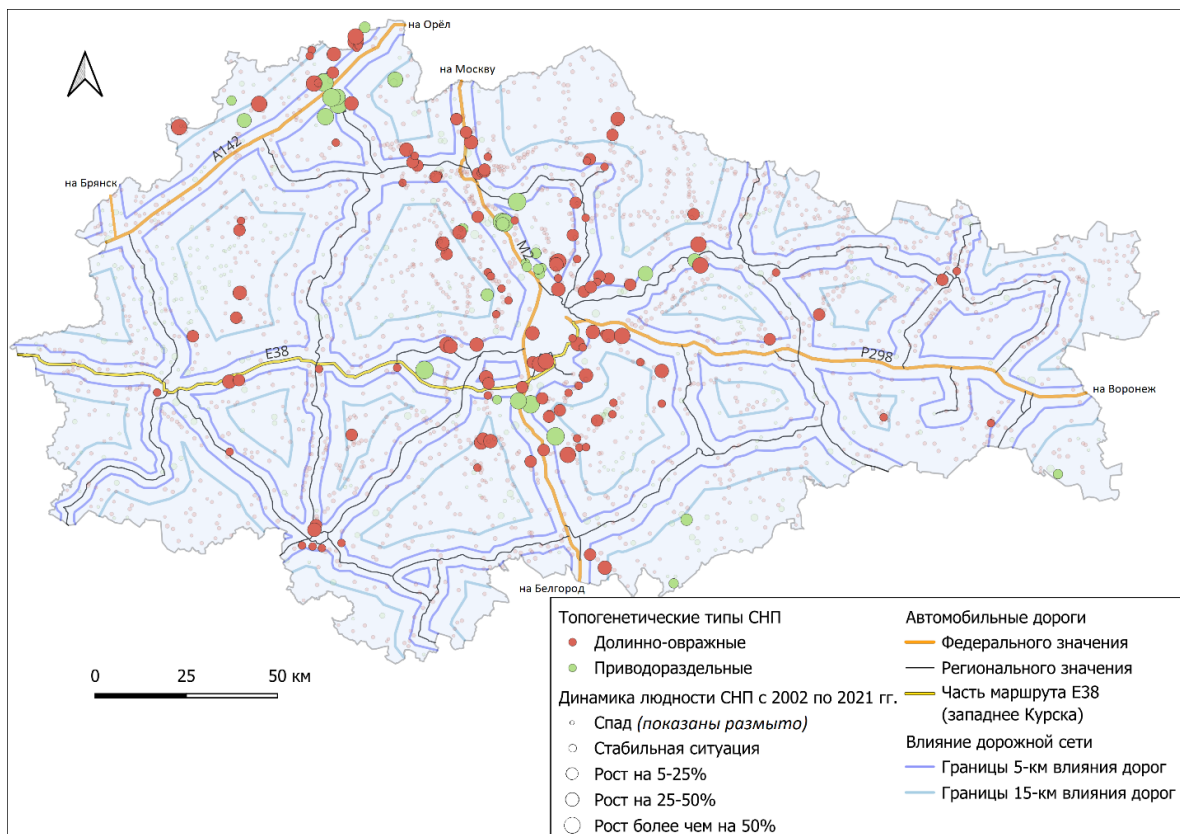 на Орёл
на Москву
А142
на Брянск
М2
Е38
Р298
на Воронеж
на Белгород
0 25 50 км
Топогенетические типы СНП
Долинно-овражные
Приводораздельные
Динамика людности СНП с 2002 по 2021 гг.
Спад (показаны размыто)
Стабильная ситуация
Рост на 5-25%
Рост на 25-50%
Рост более чем на 50%
Автомобильные дороги
Федерального значения
Регионального значения
Часть маршрута Е38
(западнее Курска)
Влияние дорожной сети
Границы 5-км влияния дорог
Границы 15-км влияния дорог